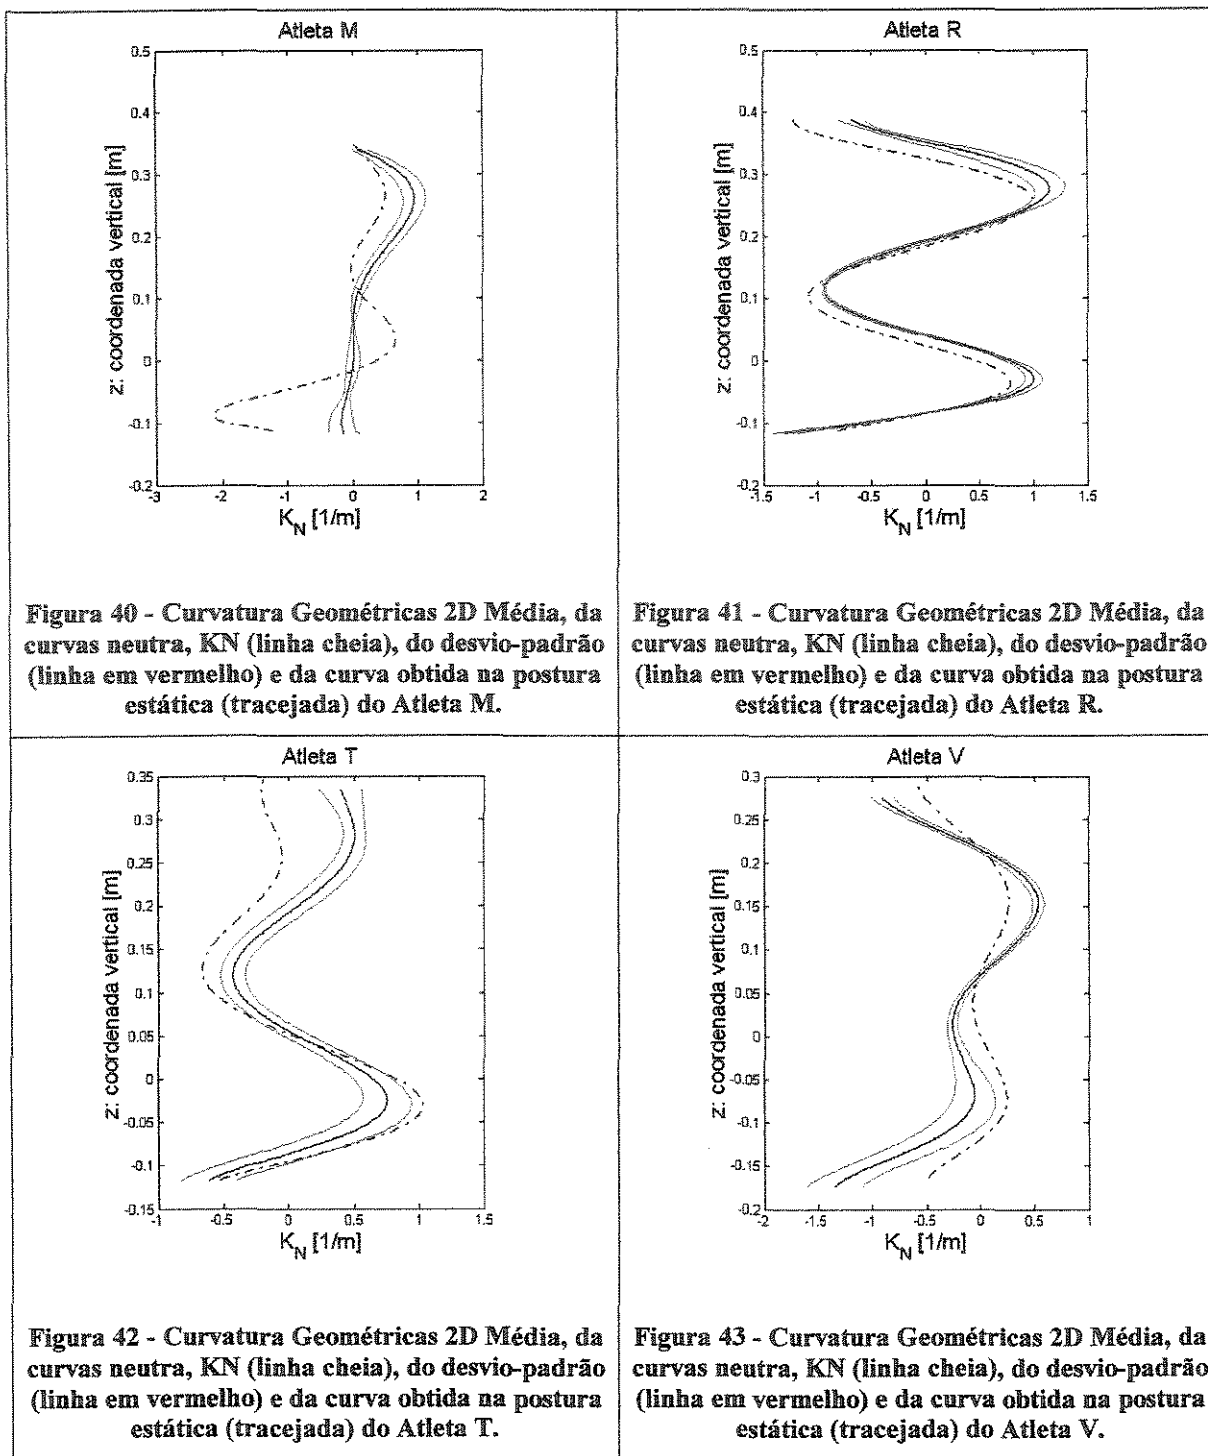 Atleta M
0.5
0.4
0.3
0.2
0.1
0
-0.1
-0.2
z: coordenada vertical [m]
-3 -2 -1 0 1 2
K_N [1/m]
Figura 40 - Curvatura Geométricas 2D Média, da
curvas neutra, KN (linha cheia), do desvio-padrão
(linha em vermelho) e da curva obtida na postura
estática (tracejada) do Atleta M.
Atleta R
0.5
0.4
0.3
0.2
0.1
0
-0.1
-0.2
z: coordenada vertical [m]
-1.5 -1 -0.5 0 0.5 1 1.5
K_N [1/m]
Figura 41 - Curvatura Geométricas 2D Média, da
curvas neutra, KN (linha cheia), do desvio-padrão
(linha em vermelho) e da curva obtida na postura
estática (tracejada) do Atleta R.
Atleta T
0.35
0.3
0.25
0.2
0.15
0.1
0.05
0
-0.05
-0.1
-0.15
z: coordenada vertical [m]
-1 -0.5 0 0.5 1 1.5
K_N [1/m]
Figura 42 - Curvatura Geométricas 2D Média, da
curvas neutra, KN (linha cheia), do desvio-padrão
(linha em vermelho) e da curva obtida na postura
estática (tracejada) do Atleta T.
Atleta V
0.3
0.25
0.2
0.15
0.1
0.05
0
-0.05
-0.1
-0.15
-0.2
z: coordenada vertical [m]
-2 -1.5 -1 -0.5 0 0.5 1
K_N [1/m]
Figura 43 - Curvatura Geométricas 2D Média, da
curvas neutra, KN (linha cheia), do desvio-padrão
(linha em vermelho) e da curva obtida na postura
estática (tracejada) do Atleta V.